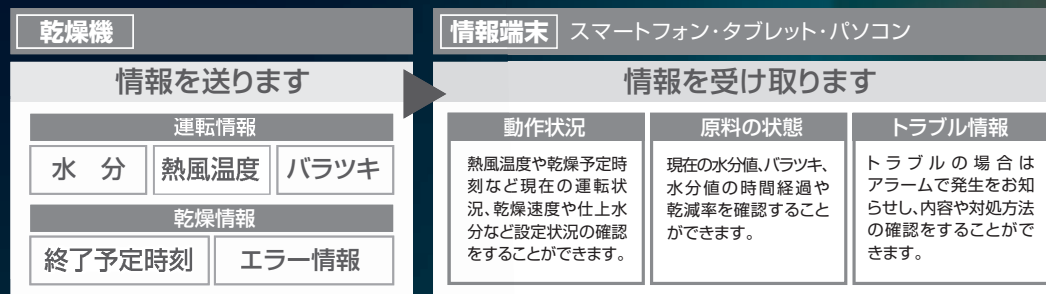 乾燥機
情報を送ります
運転情報
水　分
熱風温度
バラツキ
乾燥情報
終了予定時刻
エラー情報
情報端末 スマートフォン・タブレット・パソコン
情報を受け取ります
動作状況
熱風温度や乾燥予定時
刻など現在の運転状
況、乾燥速度や仕上水
分など設定状況の確認
をすることができます。
原料の状態
現在の水分値、バラツキ、
水分値の時間経過や
乾減率を確認すること
ができます。
トラブル情報
トラブルの場合は
アラームで発生をお知
らせし、内容や対処方法
の確認をすることがで
きます。